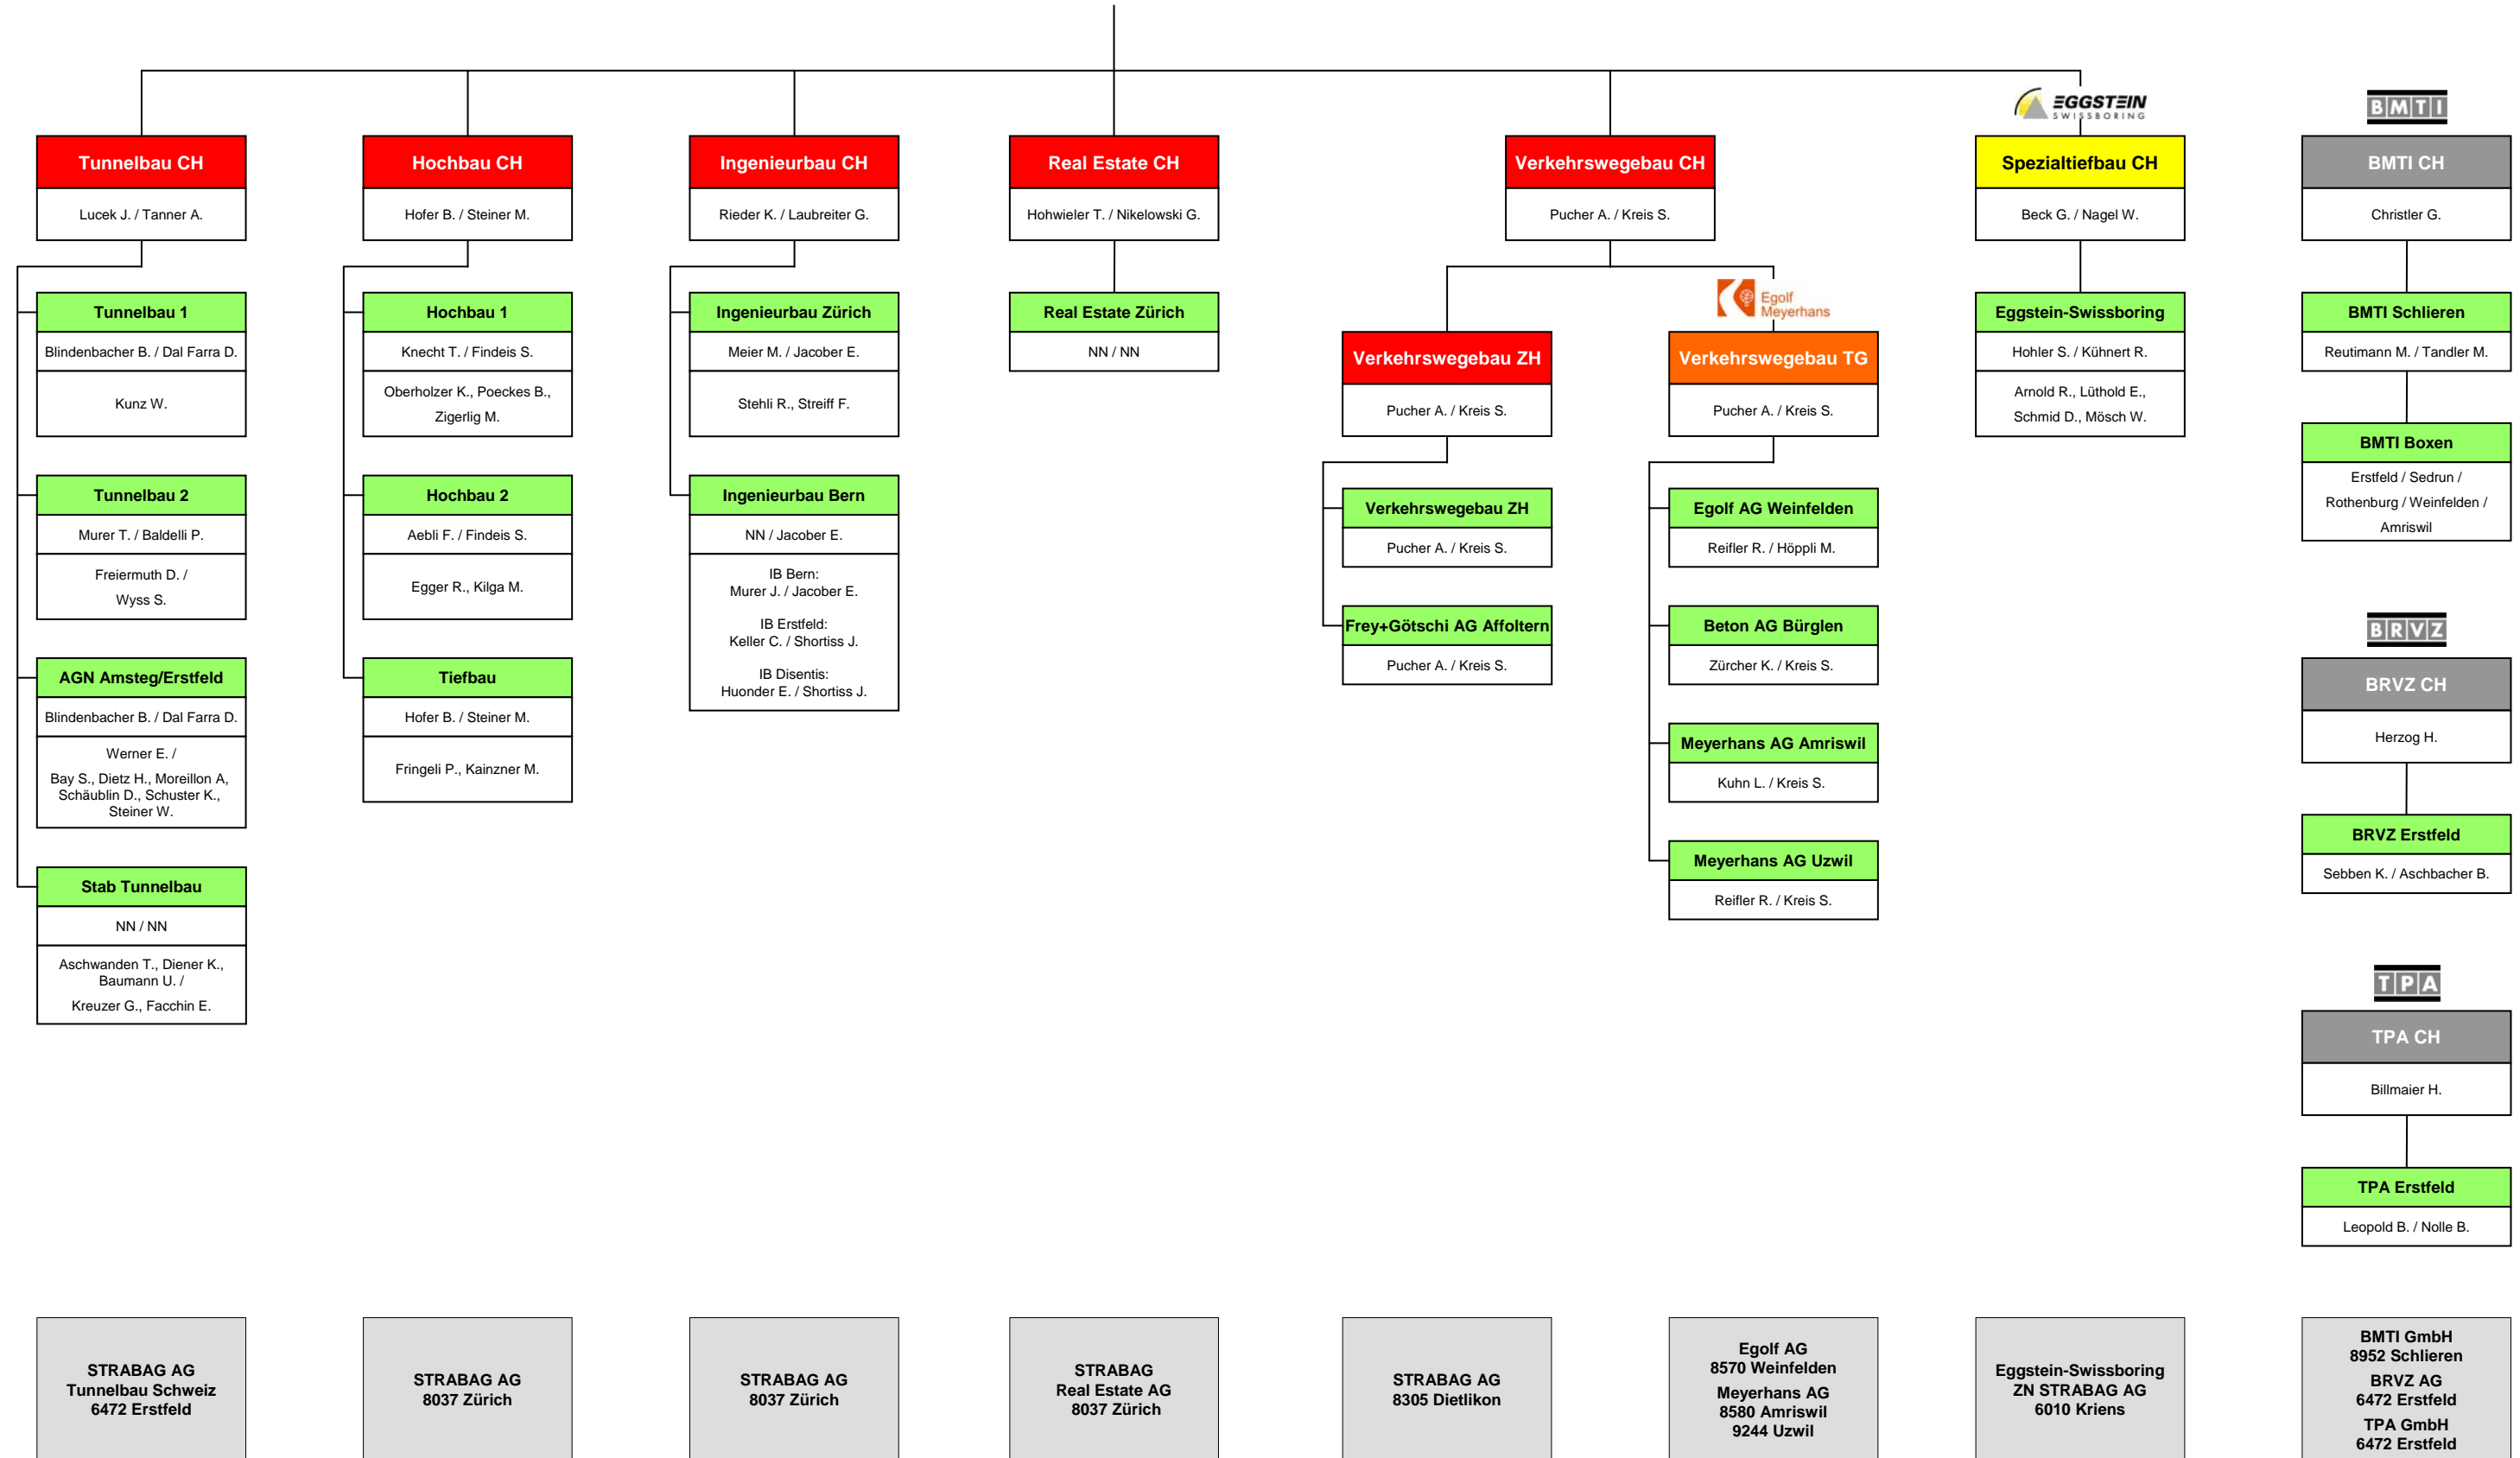 Tunnelbau CH
Lucek J. / Tanner A.
Tunnelbau 1
Blindenbacher B. / Dal Farra D.
Kunz W.
Tunnelbau 2
Murer T. / Baldelli P.
Freiermuth D. /
Wyss S.
AGN Amsteg/Erstfeld
Blindenbacher B. / Dal Farra D.
Werner E. /
Bay S., Dietz H., Moreillon A,
Schäublin D., Schuster K.,
Steiner W.
Stab Tunnelbau
NN / NN
Aschwanden T., Diener K.,
Baumann U. /
Kreuzer G., Facchin E.
STRABAG AG
Tunnelbau Schweiz
6472 Erstfeld
Hochbau CH
Hofer B. / Steiner M.
Hochbau 1
Knecht T. / Findeis S.
Oberholzer K., Poeckes B.,
Zigerlig M.
Hochbau 2
Aebli F. / Findeis S.
Egger R., Kilga M.
Tiefbau
Hofer B. / Steiner M.
Fringeli P., Kainzner M.
STRABAG AG
8037 Zürich
Ingenieurbau CH
Rieder K. / Laubreiter G.
Ingenieurbau Zürich
Meier M. / Jacober E.
Stehli R., Streiff F.
Ingenieurbau Bern
NN / Jacober E.
IB Bern:
Murer J. / Jacober E.
IB Erstfeld:
Keller C. / Shortiss J.
IB Disentis:
Huonder E. / Shortiss J.
STRABAG AG
8037 Zürich
Real Estate CH
Hohwieler T. / Nikelowski G.
Real Estate Zürich
NN / NN
STRABAG
Real Estate AG
8037 Zürich
Verkehrswegebau CH
Pucher A. / Kreis S.
Verkehrswegebau ZH
Pucher A. / Kreis S.
Verkehrswegebau ZH
Pucher A. / Kreis S.
Frey+Götschi AG Affoltern
Pucher A. / Kreis S.
STRABAG AG
8305 Dietlikon
Egolf
Meyerhans
Verkehrswegebau TG
Pucher A. / Kreis S.
Egolf AG Weinfelden
Reifler R. / Höppli M.
Beton AG Bürglen
Zürcher K. / Kreis S.
Meyerhans AG Amriswil
Kuhn L. / Kreis S.
Meyerhans AG Uzwil
Reifler R. / Kreis S.
Egolf AG
8570 Weinfelden
Meyerhans AG
8580 Amriswil
9244 Uzwil
EGGSTEIN
SWISSBORING
Spezialtiefbau CH
Beck G. / Nagel W.
Eggstein-Swissboring
Hohler S. / Kühnert R.
Arnold R., Lüthold E.,
Schmid D., Mösch W.
Eggstein-Swissboring
ZN STRABAG AG
6010 Kriens
BMTI
BMTI CH
Christler G.
BMTI Schlieren
Reutimann M. / Tandler M.
BMTI Boxen
Erstfeld / Sedrun /
Rothenburg / Weinfelden /
Amriswil
BRVZ
BRVZ CH
Herzog H.
BRVZ Erstfeld
Sebben K. / Aschbacher B.
TPA
TPA CH
Billmaier H.
TPA Erstfeld
Leopold B. / Nolle B.
BMTI GmbH
8952 Schlieren
BRVZ AG
6472 Erstfeld
TPA GmbH
6472 Erstfeld